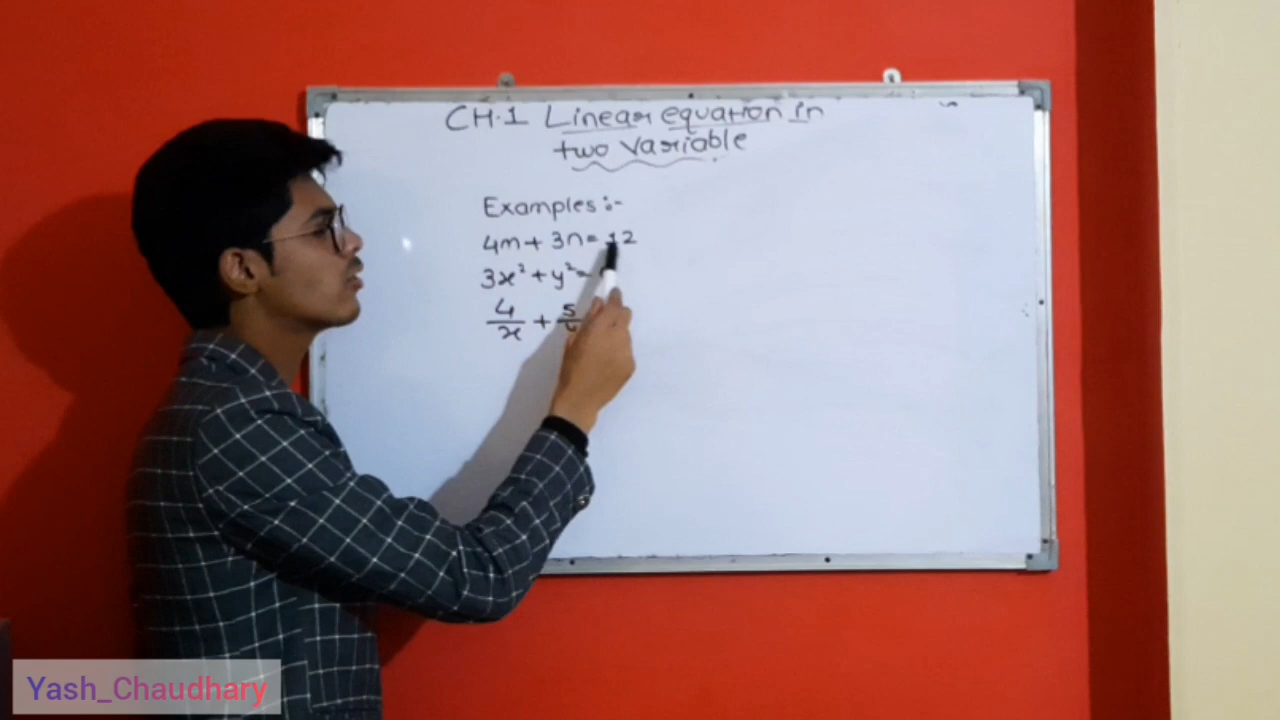 CH.1 Linear equation in
two variable
Examples :-
4m + 3n = 12
3x² + y² =
4/x + 5/
Yash_Chaudhary